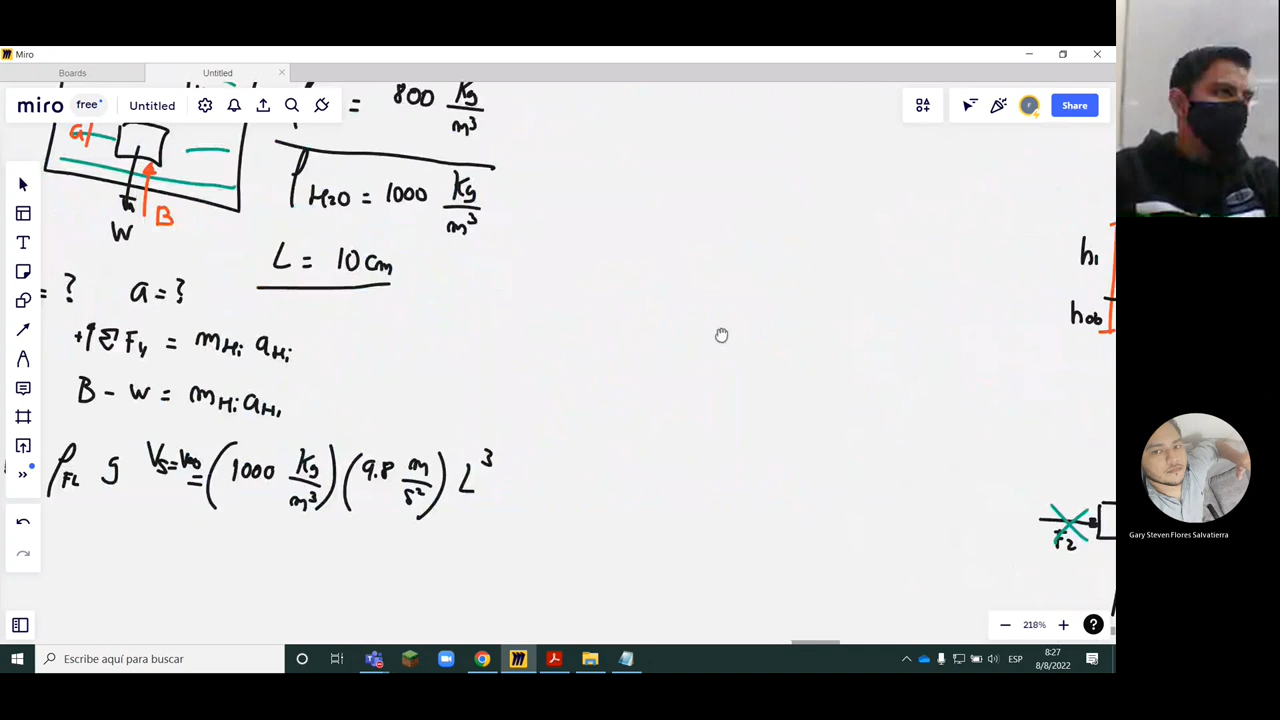 Miro
Boards
Untitled
miro free
Untitled
Share
= 800 kg/m³
ρH2O = 1000 kg/m³
a
B
W
L = 10 cm
= ? a = ?
+↑ΣFy = mHi aHi
B - W = mHi aHi
ρFL g Vs = = (1000 kg/m³)(9.8 m/s²) L³
h1
hob
F2
Gary Steven Flores Salvatierra
218%
Escribe aquí para buscar
ESP
8:27
8/8/2022